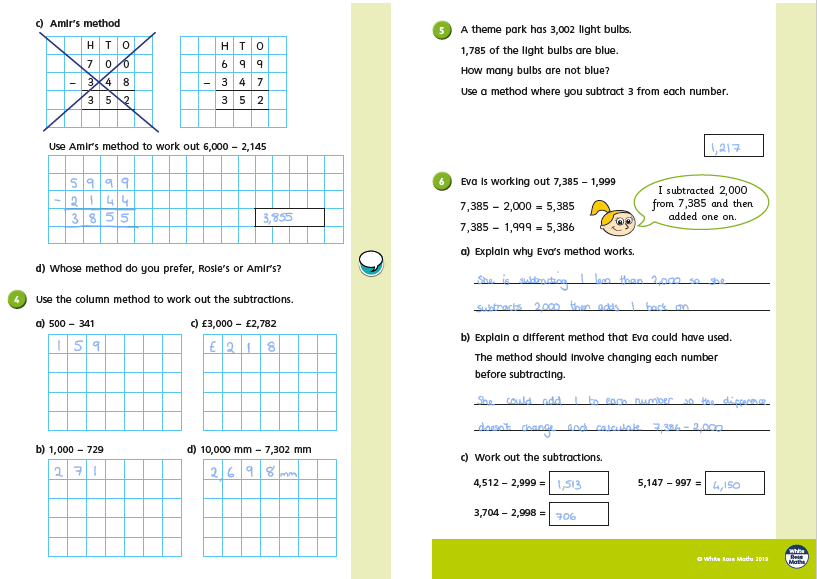 c) Amir's method
H T O
7 0 0
− 3 4 8
3 5 2
H T O
6 9 9
− 3 4 7
3 5 2
Use Amir's method to work out 6,000 − 2,145
5 9 9 9
− 2 1 4 4
3 8 5 5
3,855
d) Whose method do you prefer, Rosie's or Amir's?
4 Use the column method to work out the subtractions.
a) 500 − 341
1 5 9
c) £3,000 − £2,782
£ 2 1 8
b) 1,000 − 729
2 7 1
d) 10,000 mm − 7,302 mm
2,6 9 8 mm
5 A theme park has 3,002 light bulbs.
1,785 of the light bulbs are blue.
How many bulbs are not blue?
Use a method where you subtract 3 from each number.
1,217
6 Eva is working out 7,385 − 1,999
7,385 − 2,000 = 5,385
7,385 − 1,999 = 5,386
I subtracted 2,000
from 7,385 and then
added one on.
a) Explain why Eva's method works.
She is subtracting 1 less than 2,000 so she
subtracts 2,000 then adds 1 back on
b) Explain a different method that Eva could have used.
The method should involve changing each number
before subtracting.
She could add 1 to each number so the difference
doesn't change and calculate 7,386 − 2,000
c) Work out the subtractions.
4,512 − 2,999 = 1,513
5,147 − 997 = 4,150
3,704 − 2,998 = 706
© White Rose Maths 2019
White
Rose
Maths